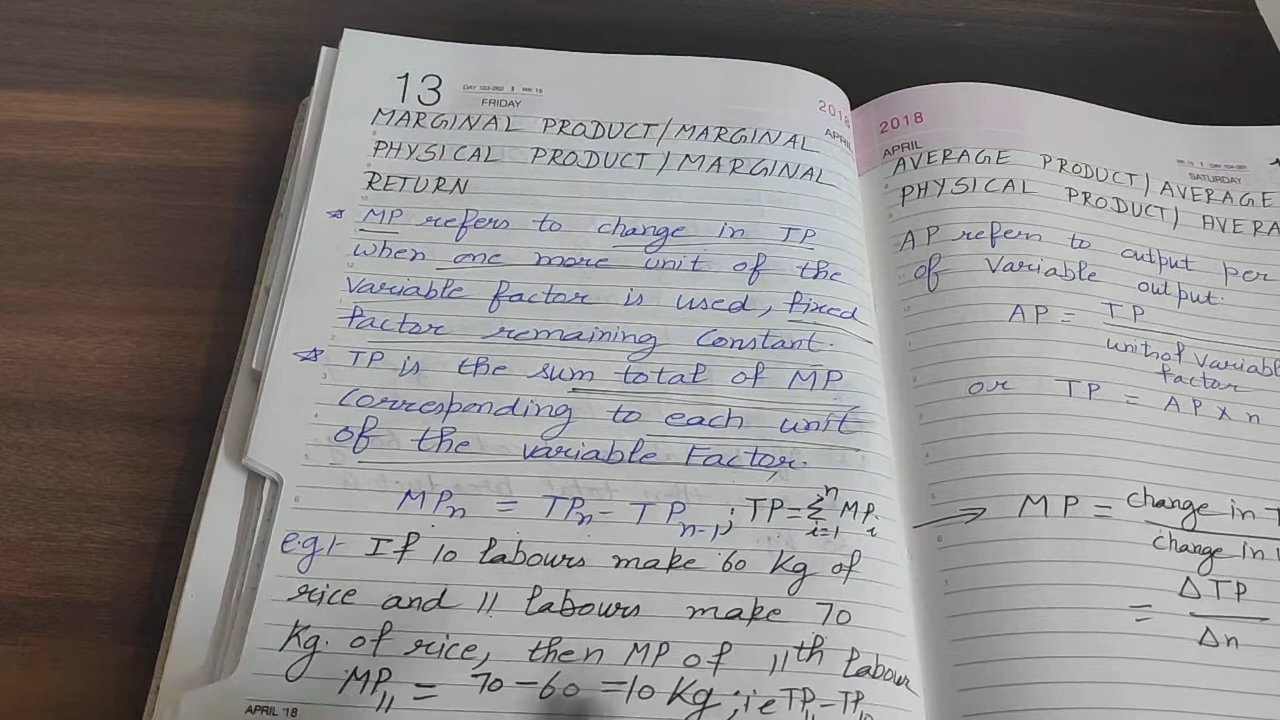 13
FRIDAY
2018
APRIL
MARGINAL PRODUCT/MARGINAL
PHYSICAL PRODUCT/MARGINAL
RETURN
* MP refers to change in TP
when one more unit of the
variable factor is used, fixed
factor remaining constant.
* TP is the sum total of MP
corresponding to each unit
of the variable Factor.
MPn = TPn - TPn-1; TP = Σ i=1 n MPi
e.g:- If 10 labours make 60 Kg of
rice and 11 labours make 70
Kg. of rice, then MP of 11th labour
MP11 = 70 - 60 = 10 Kg; i.e TP11 - TP10
APRIL '18
2018
APRIL
SATURDAY
AVERAGE PRODUCT/ AVERAGE
PHYSICAL PRODUCT/ AVERA
AP refers to output per
of variable output.
AP = TP
units of variabl
factor
or TP = AP x n
→ MP = change in T
change in
= ΔTP
Δn